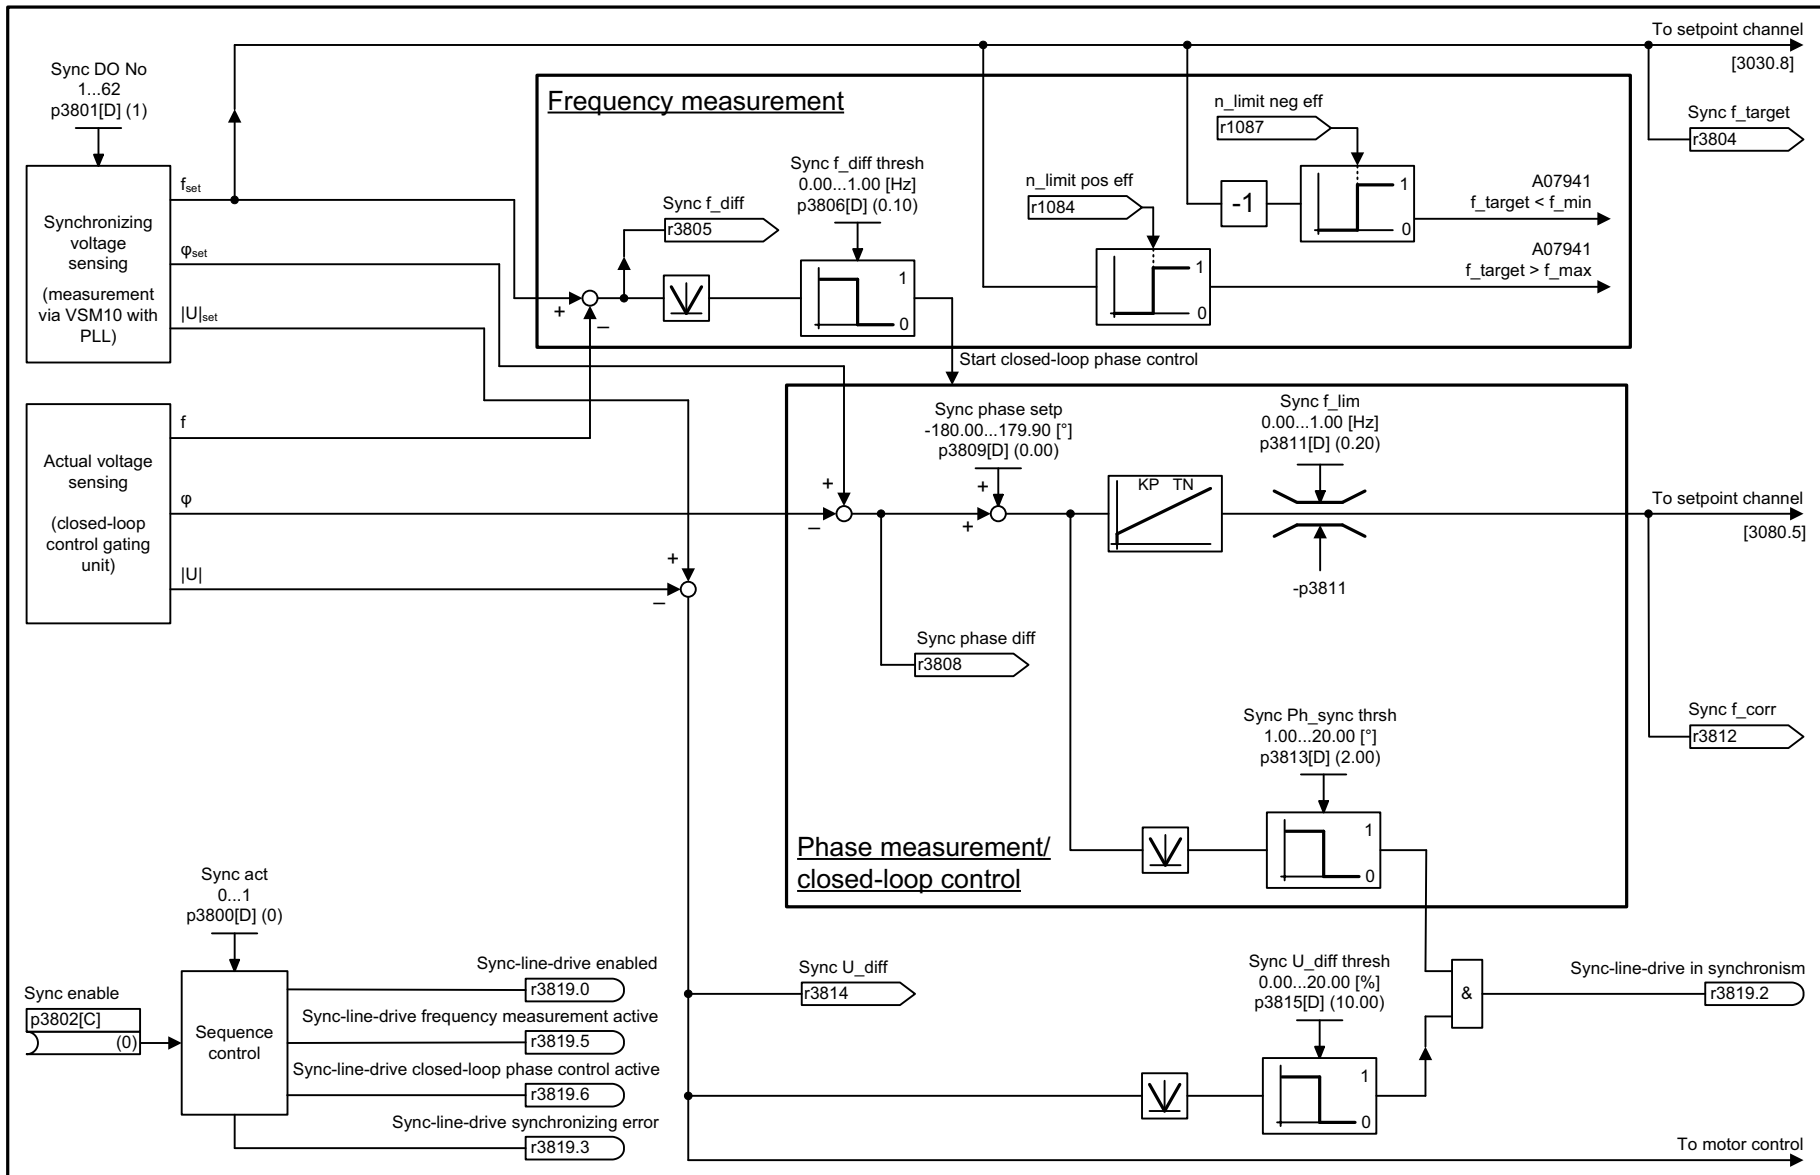 To setpoint channel
[3030.8]
Sync DO No
1...62
p3801[D] (1)
Frequency measurement
n_limit neg eff
r1087
Sync f_target
r3804
Sync f_diff thresh
0.00...1.00 [Hz]
p3806[D] (0.10)
n_limit pos eff
r1084
-1
1
0
A07941
f_target < f_min
fset
Synchronizing
voltage
sensing
(measurement
via VSM10 with
PLL)
Sync f_diff
r3805
φset
A07941
f_target > f_max
1
0
1
0
|U|set
+
–
Start closed-loop phase control
f
Actual voltage
sensing
(closed-loop
control gating
unit)
Sync phase setp
-180.00...179.90 [°]
p3809[D] (0.00)
Sync f_lim
0.00...1.00 [Hz]
p3811[D] (0.20)
φ
+
–
+
+
KP TN
To setpoint channel
[3080.5]
|U|
+
–
-p3811
Sync phase diff
r3808
Sync Ph_sync thrsh
1.00...20.00 [°]
p3813[D] (2.00)
Sync f_corr
r3812
Phase measurement/
closed-loop control
1
0
Sync act
0...1
p3800[D] (0)
Sync enable
p3802[C]
(0)
Sequence
control
Sync-line-drive enabled
r3819.0
Sync-line-drive frequency measurement active
r3819.5
Sync-line-drive closed-loop phase control active
r3819.6
Sync-line-drive synchronizing error
r3819.3
Sync U_diff
r3814
Sync U_diff thresh
0.00...20.00 [%]
p3815[D] (10.00)
&
Sync-line-drive in synchronism
r3819.2
1
0
To motor control